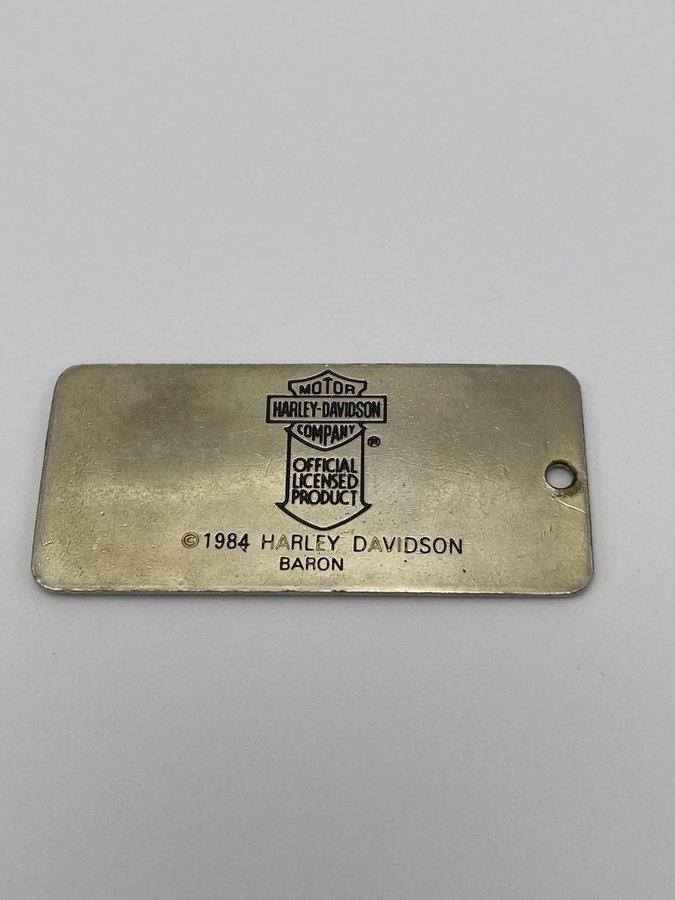 MOTOR
HARLEY-DAVIDSON
COMPANY
®
OFFICIAL
LICENSED
PRODUCT
©1984 HARLEY DAVIDSON
BARON